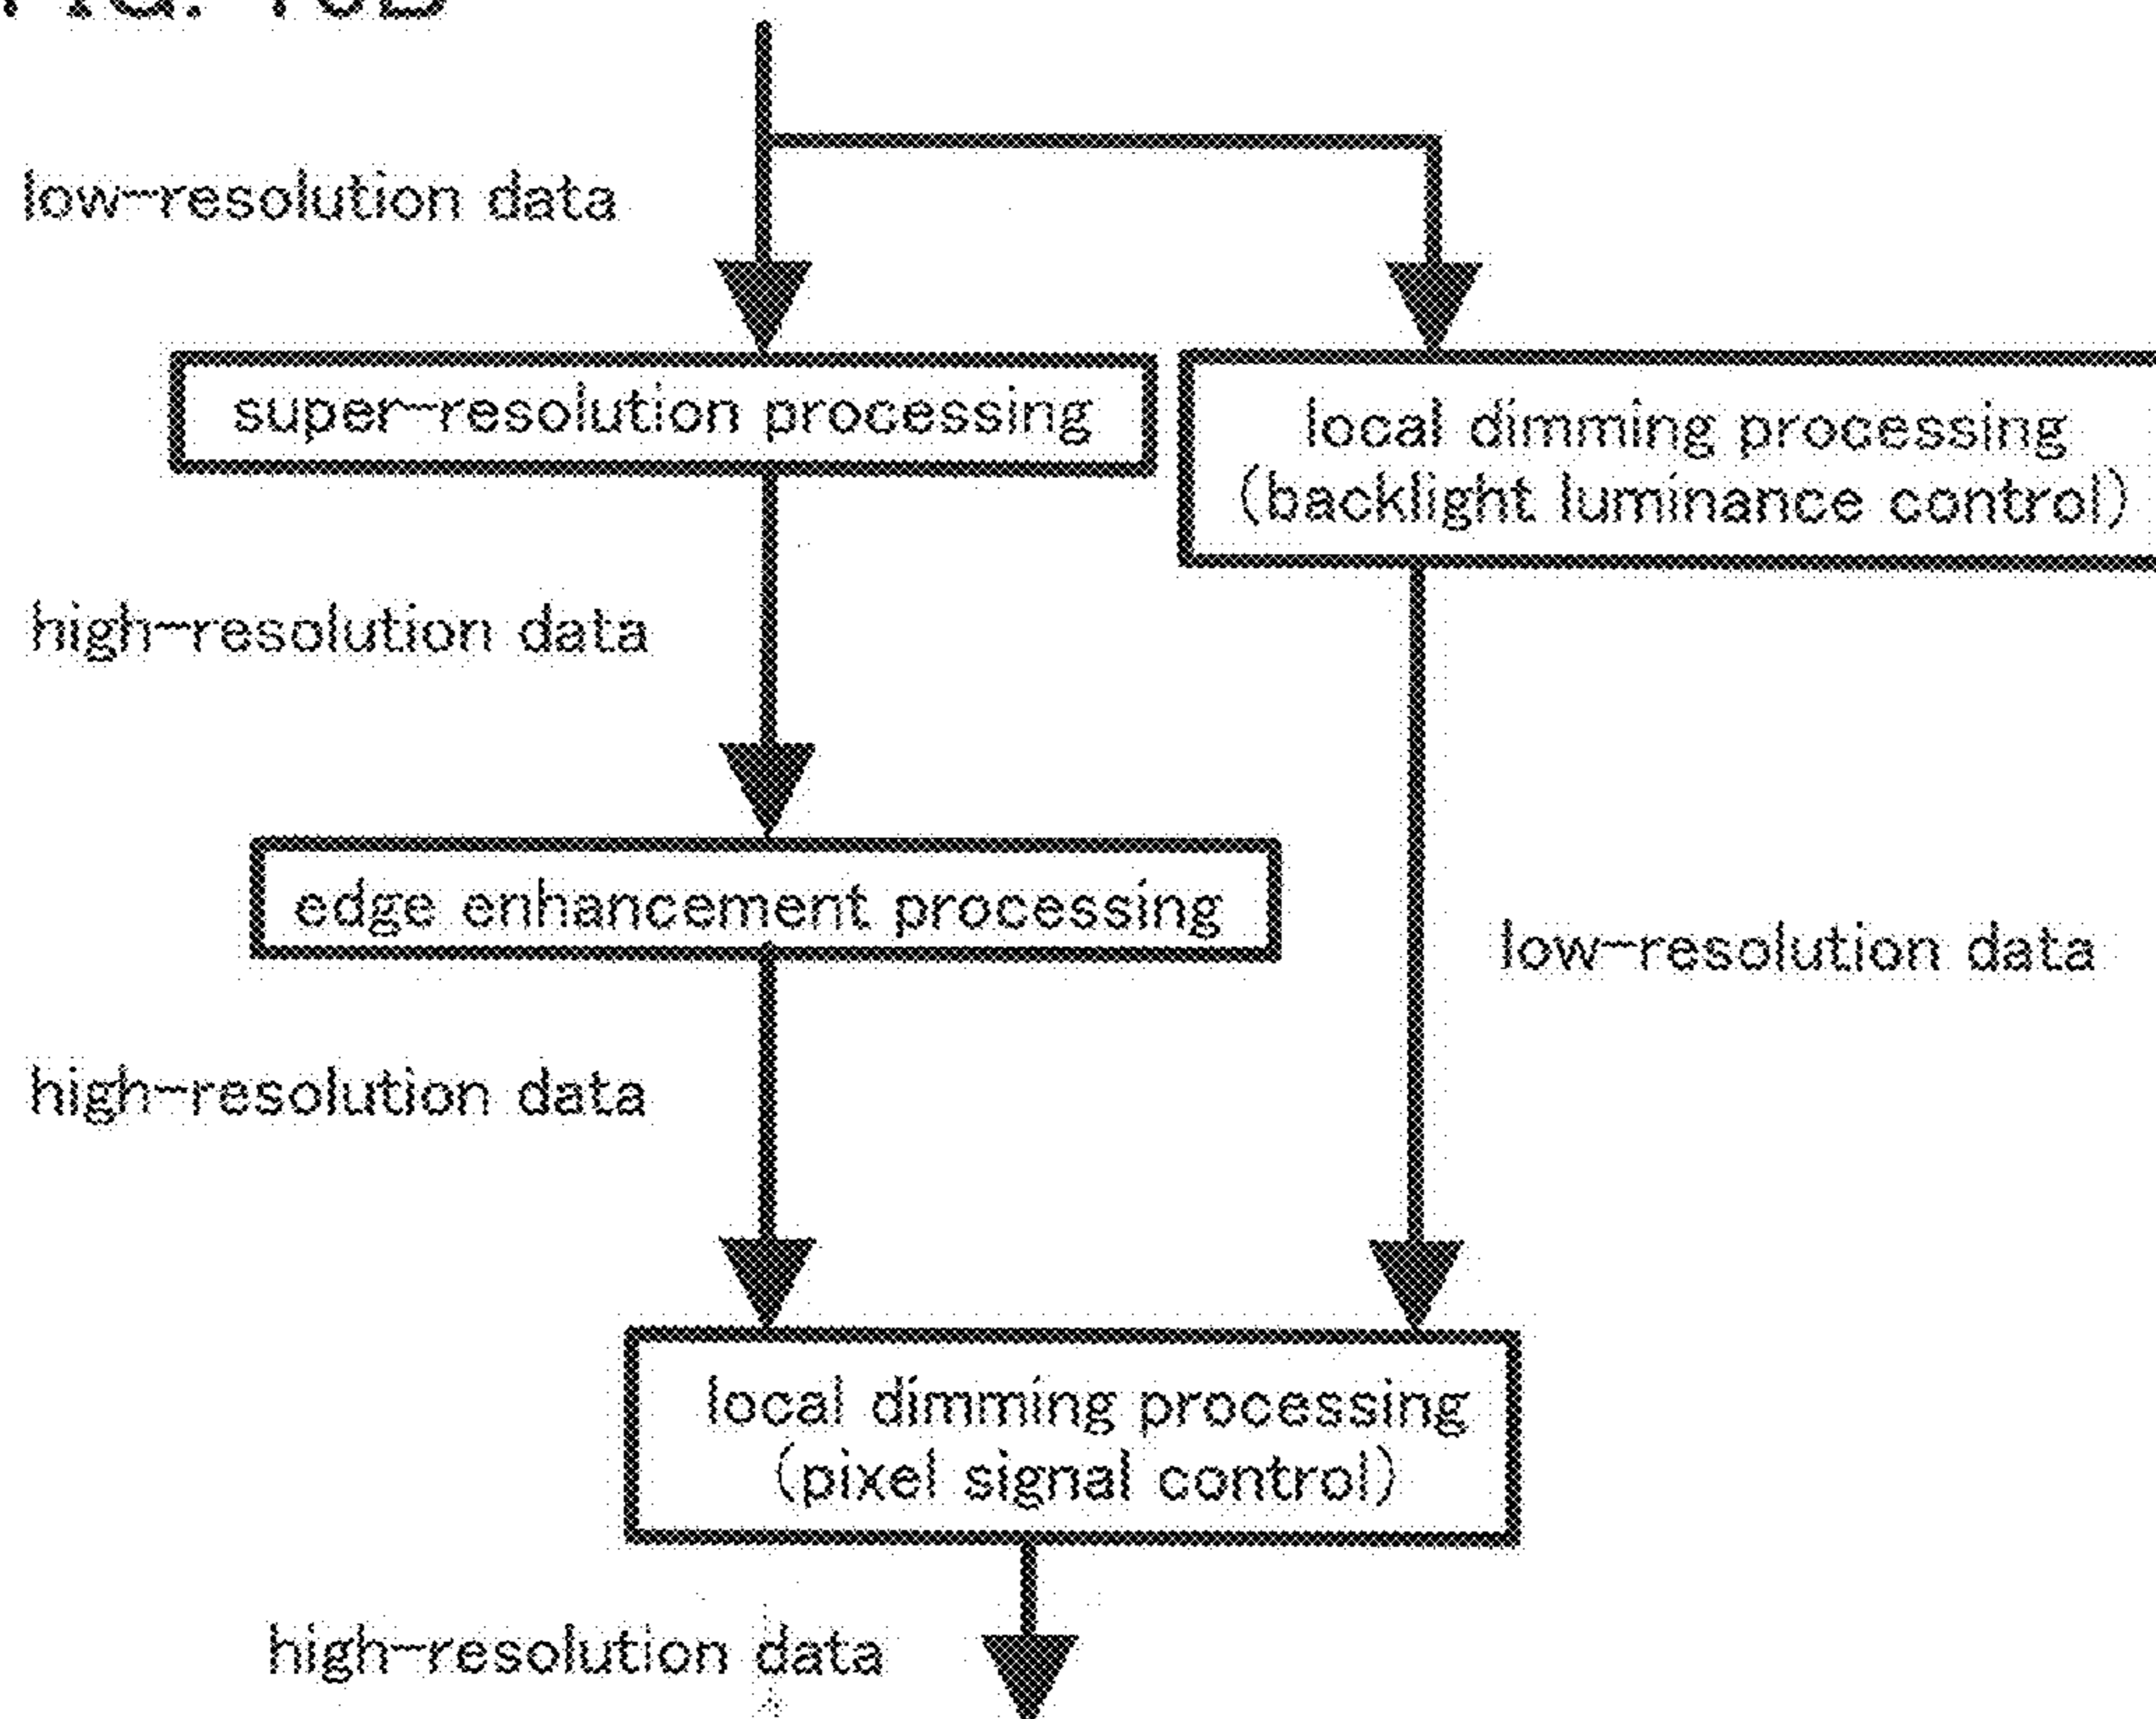 low-resolution data
super-resolution processing
local dimming processing
(backlight luminance control)
high-resolution data
edge enhancement processing
low-resolution data
high-resolution data
local dimming processing
(pixel signal control)
high-resolution data